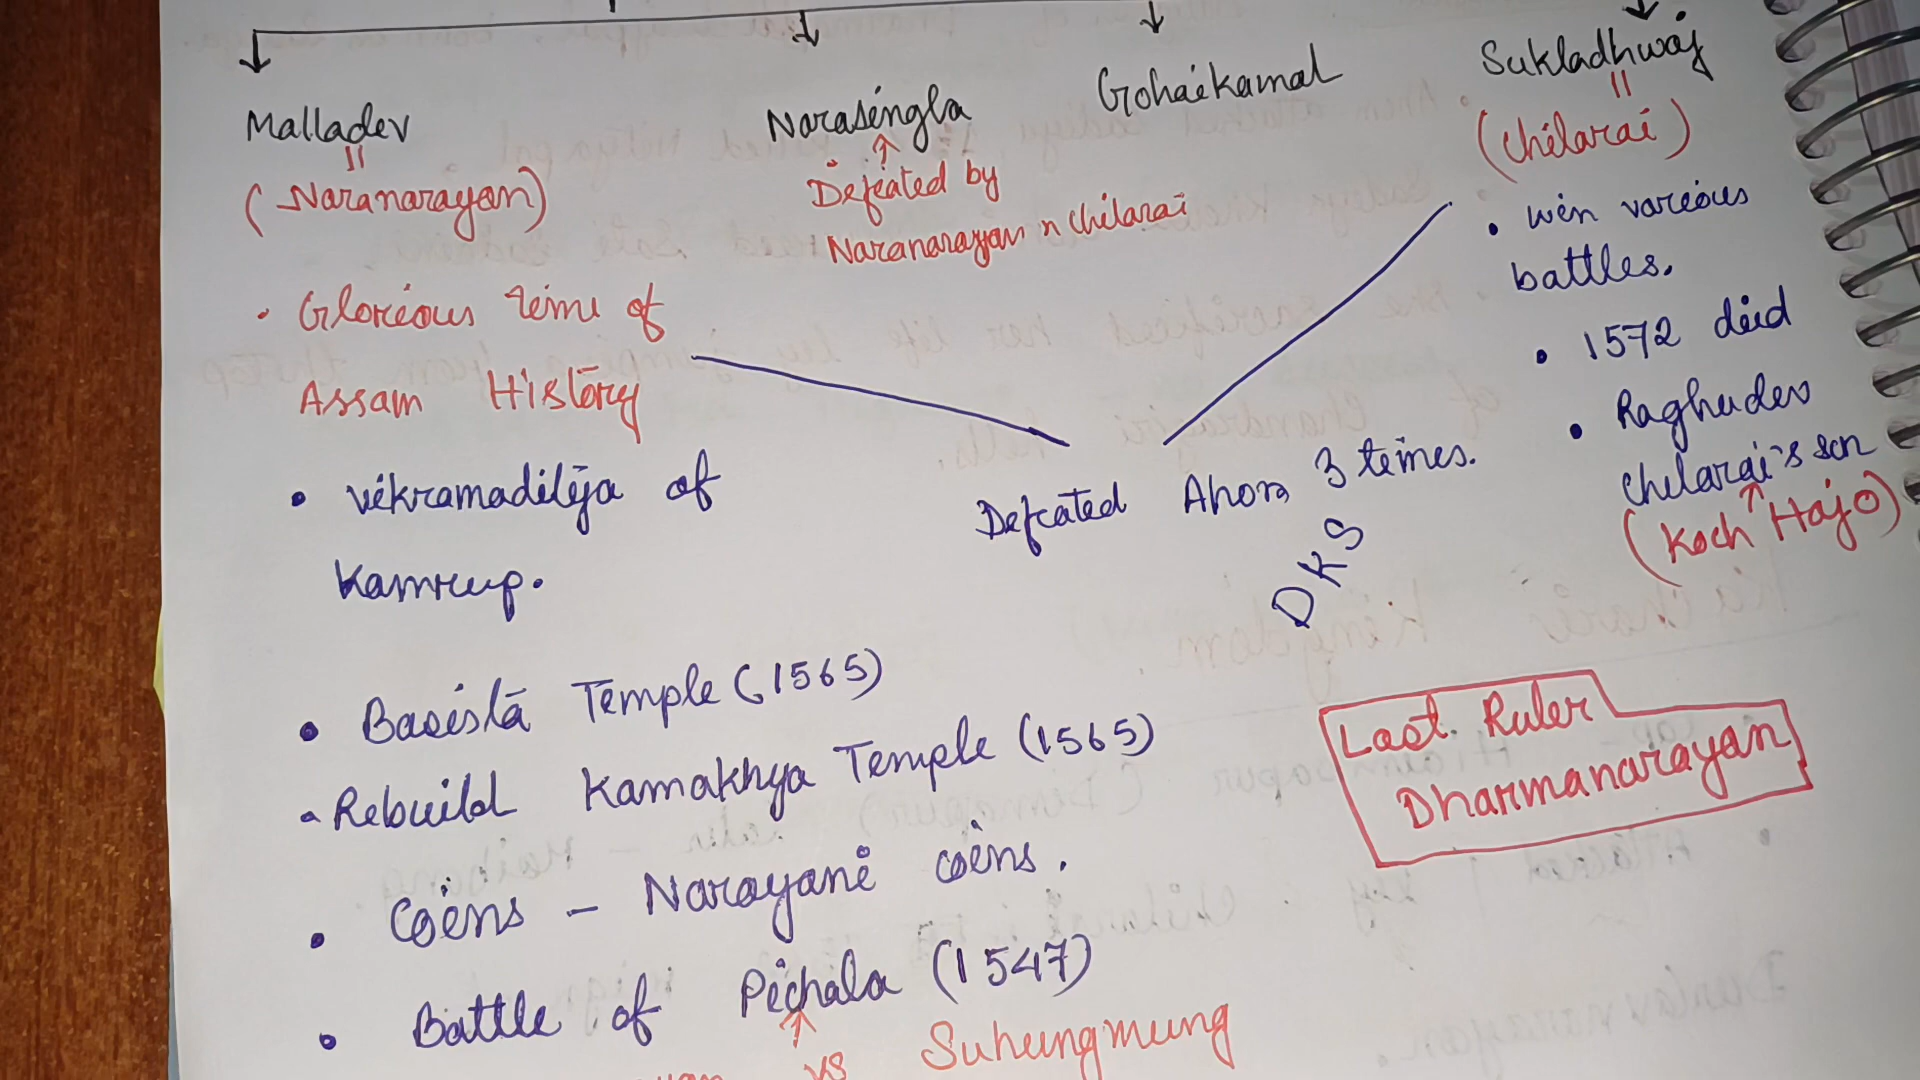 Malladev
(Naranarayan)
Narasingha
Defeated by
Naranarayan n Chilarai
Gohaikamal
Sukladhwaj
(Chilarai)
• win various
battles.
• 1572 died
• Raghudev
Chilarai's son
(Koch Hajo)
• Glorious time of
Assam History
Defeated Ahom 3 times.
DKS
• Vikramaditya of
Kamrup.
• Basista Temple (1565)
• Rebuild Kamakhya Temple (1565)
• Coins – Narayani coins.
• Battle of Pichala (1547)
vs Suhungmung
Last Ruler
Dharmanarayan